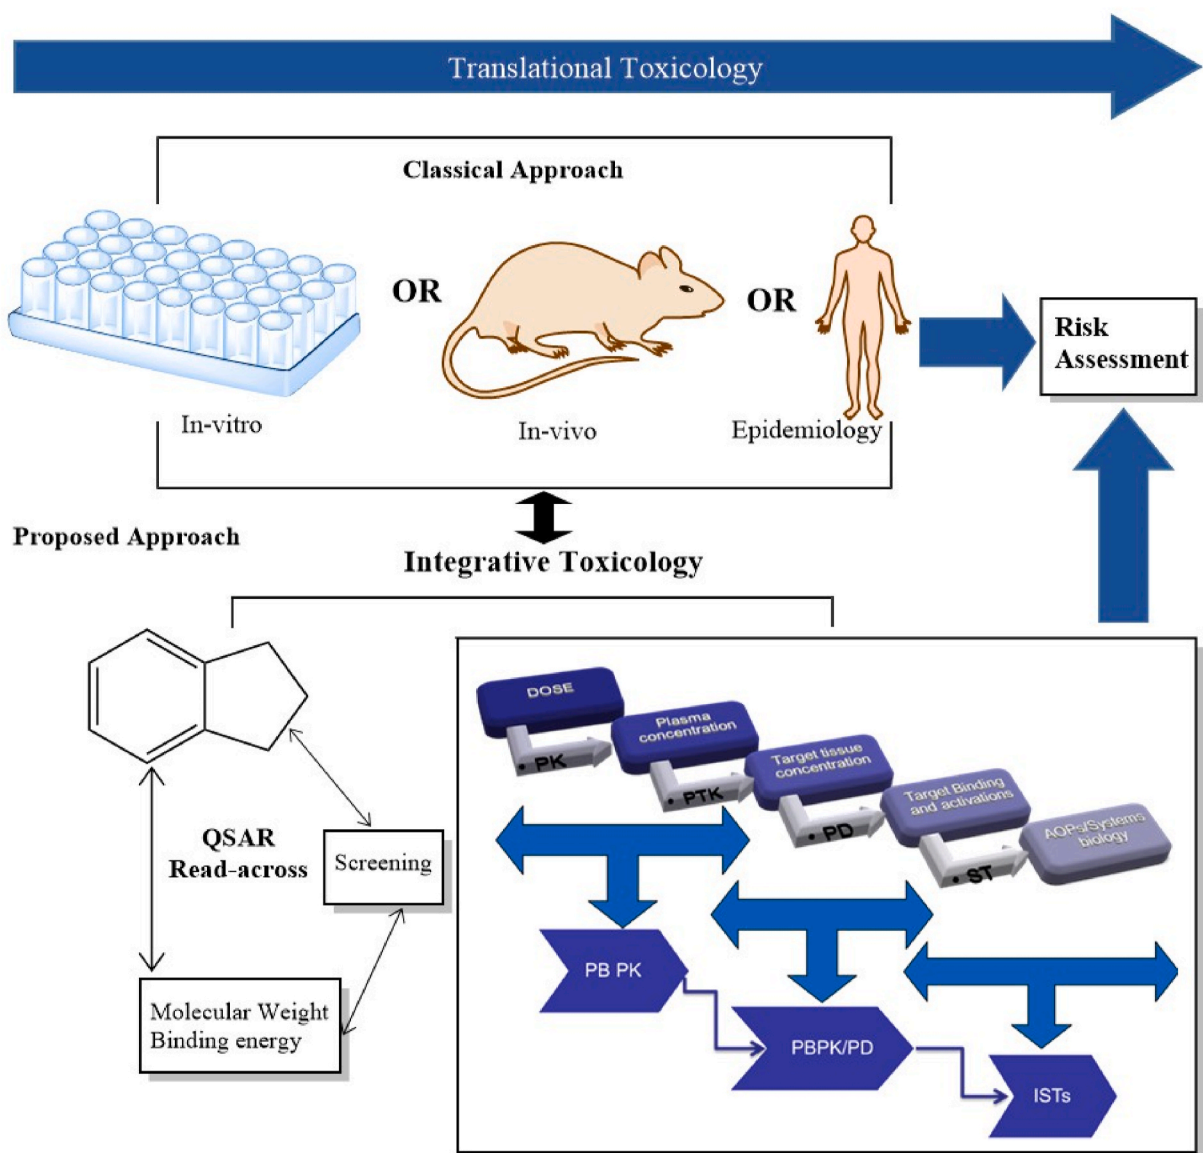 Translational Toxicology
Classical Approach
OR
OR
Risk
Assessment
In-vitro
In-vivo
Epidemiology
Proposed Approach
Integrative Toxicology
DOSE
• PK
Plasma
concentration
• PTK
Target tissue
concentration
• PD
Target Binding
and activations
• ST
AOPs/Systems
biology
QSAR
Read-across
Screening
Molecular Weight
Binding energy
PB PK
PBPK/PD
ISTs